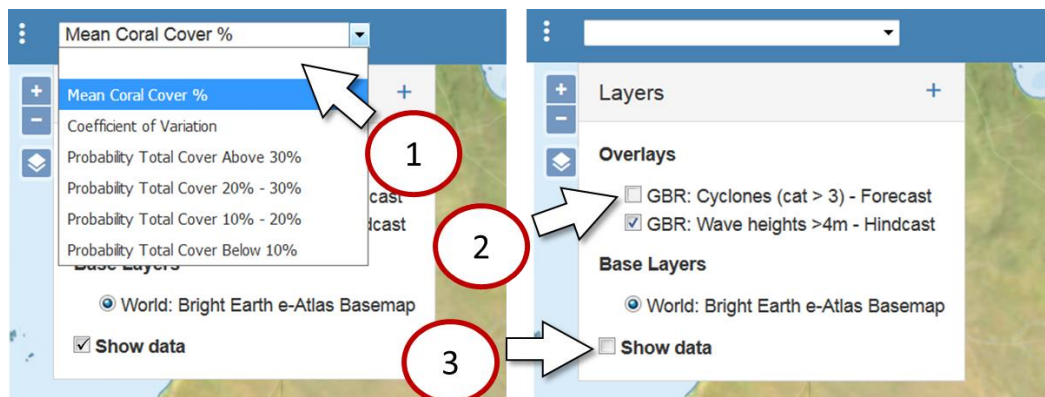 Mean Coral Cover %
Mean Coral Cover %
Coefficient of Variation
Probability Total Cover Above 30%
Probability Total Cover 20% - 30%
Probability Total Cover 10% - 20%
Probability Total Cover Below 10%
+
-
+
1
cast
dcast
Base Layers
World: Bright Earth e-Atlas Basemap
Show data
+
-
Layers
+
Overlays
GBR: Cyclones (cat > 3) - Forecast
GBR: Wave heights >4m - Hindcast
2
Base Layers
World: Bright Earth e-Atlas Basemap
3
Show data